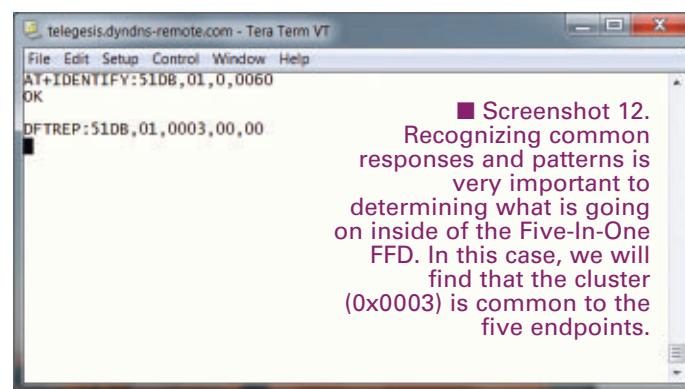 telegesis.dyndns-remote.com - Tera Term VT
File Edit Setup Control Window Help
AT+IDENTIFY:51DB,01,0,0060
OK
DFTREP:51DB,01,0003,00,00
■ Screenshot 12.
Recognizing common
responses and patterns is
very important to
determining what is going
on inside of the Five-In-One
FFD. In this case, we will
find that the cluster
(0x0003) is common to the
five endpoints.